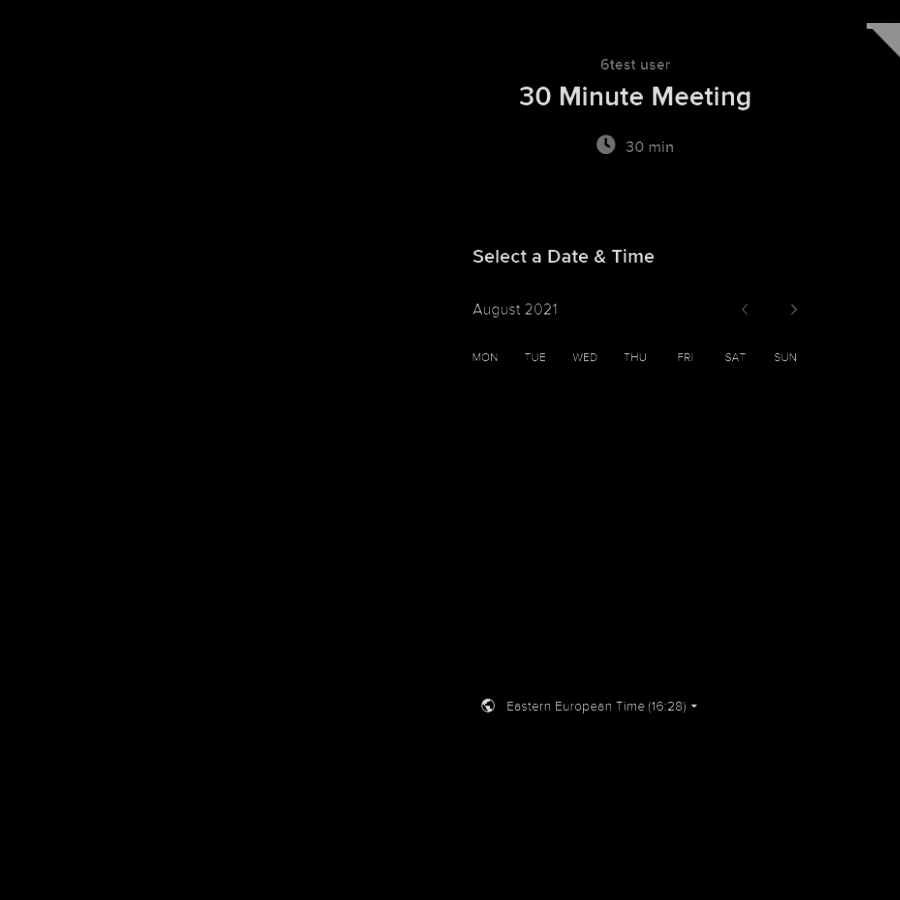 6test user
30 Minute Meeting
30 min
Select a Date & Time
August 2021
MON TUE WED THU FRI SAT SUN
Eastern European Time (16:28)